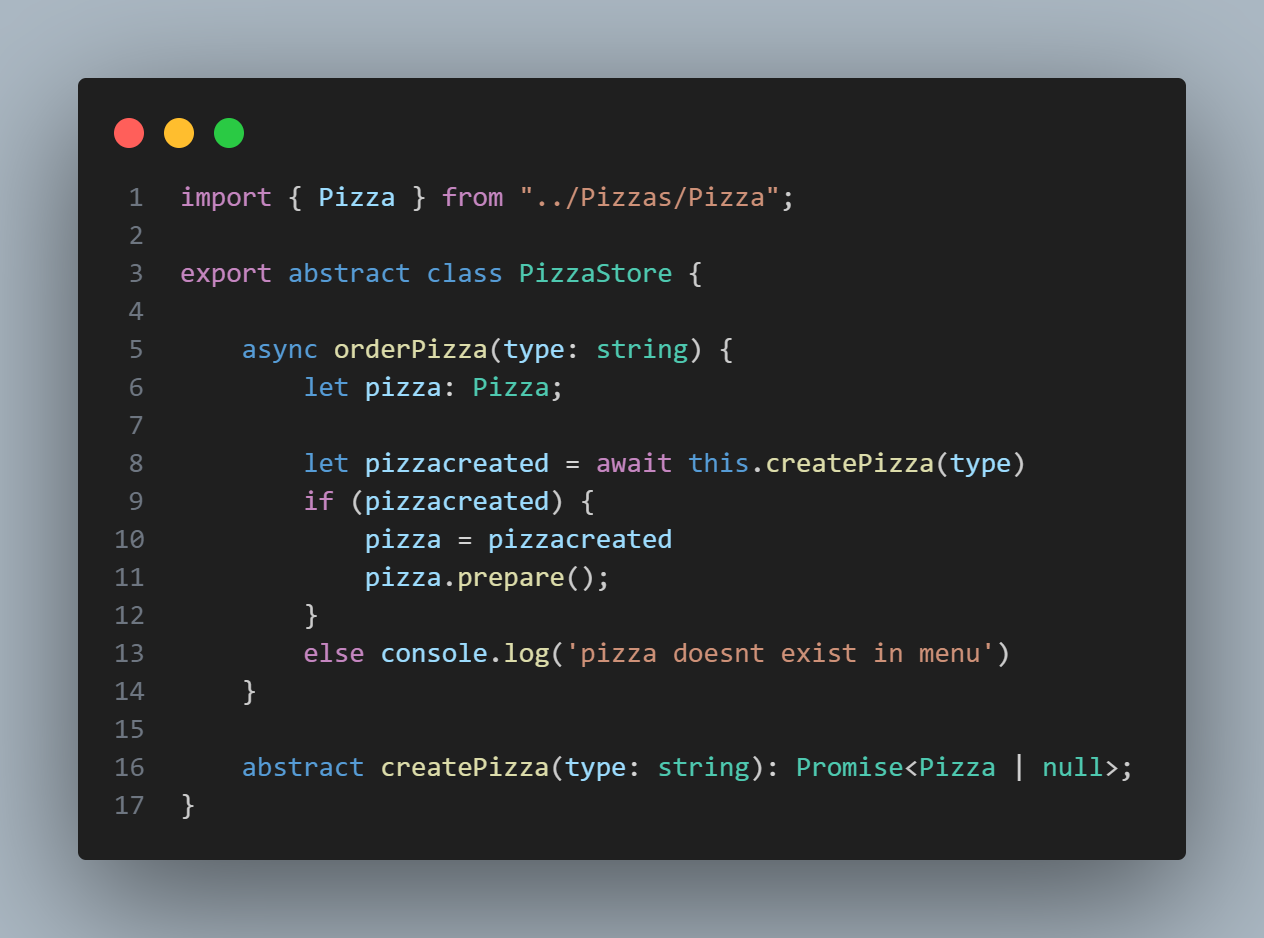 1 import { Pizza } from "../Pizzas/Pizza";
2
3 export abstract class PizzaStore {
4
5     async orderPizza(type: string) {
6         let pizza: Pizza;
7
8         let pizzacreated = await this.createPizza(type)
9         if (pizzacreated) {
10             pizza = pizzacreated
11             pizza.prepare();
12         }
13         else console.log('pizza doesnt exist in menu')
14     }
15
16     abstract createPizza(type: string): Promise<Pizza | null>;
17 }